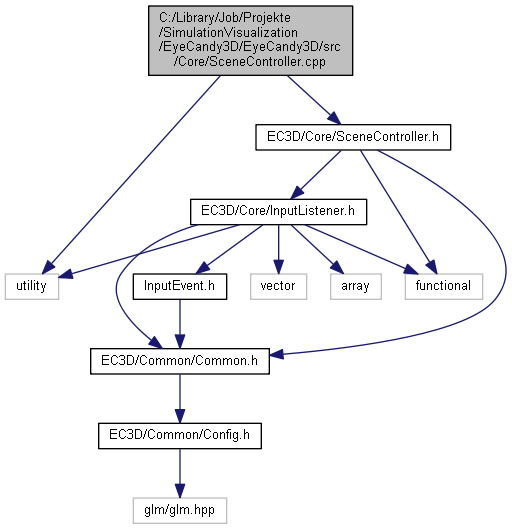 C:/Library/Job/Projekte
/SimulationVisualization
/EyeCandy3D/EyeCandy3D/src
/Core/SceneController.cpp
EC3D/Core/SceneController.h
EC3D/Core/InputListener.h
utility
InputEvent.h
vector
array
functional
EC3D/Common/Common.h
EC3D/Common/Config.h
glm/glm.hpp